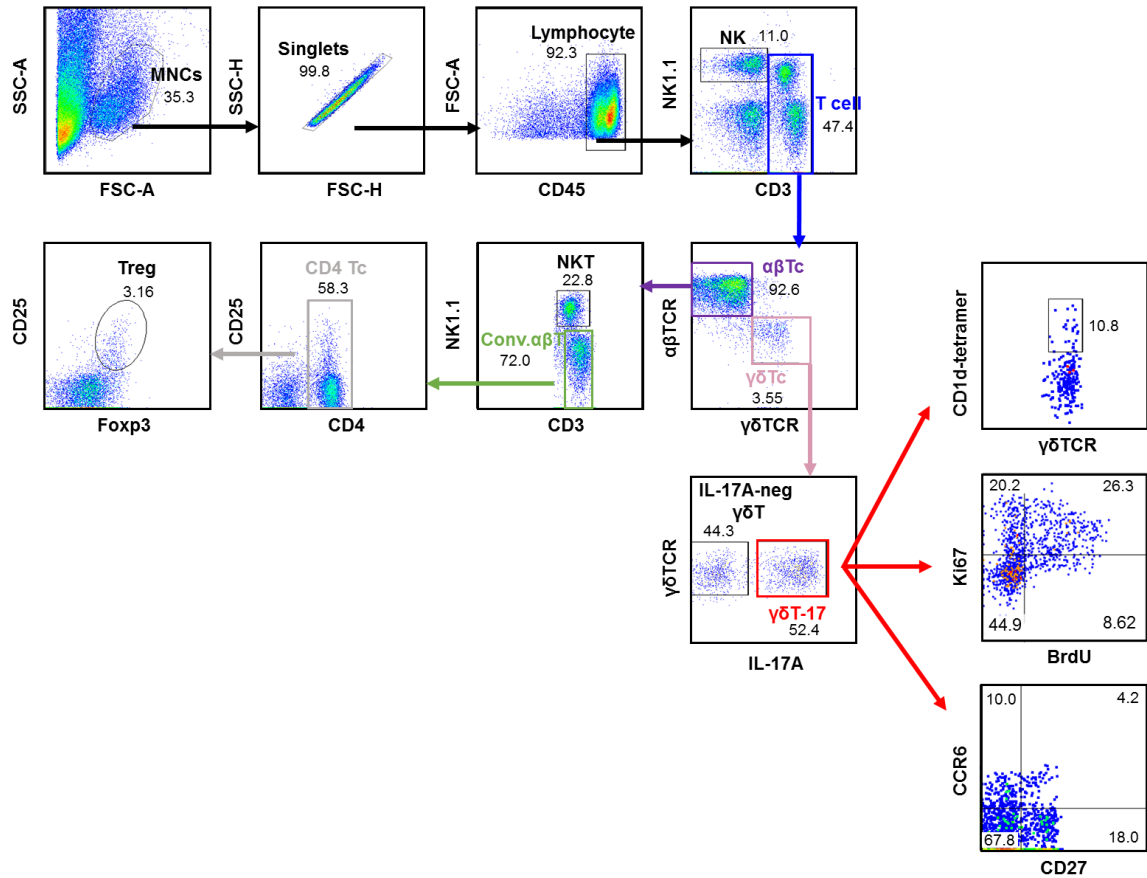 SSC-A
MNCs
35.3
FSC-A
SSC-H
Singlets
99.8
FSC-H
FSC-A
Lymphocyte
92.3
CD45
NK1.1
NK 11.0
T cell
47.4
CD3
CD25
Treg
3.16
Foxp3
CD25
CD4 Tc
58.3
CD4
NK1.1
NKT
22.8
Conv.αβT
72.0
CD3
αβTCR
αβTc
92.6
γδTc
3.55
γδTCR
CD1d-tetramer
10.8
γδTCR
γδTCR
IL-17A-neg
γδT
44.3
γδT-17
52.4
IL-17A
Ki67
20.2 26.3
44.9 8.62
BrdU
CCR6
10.0 4.2
67.8 18.0
CD27